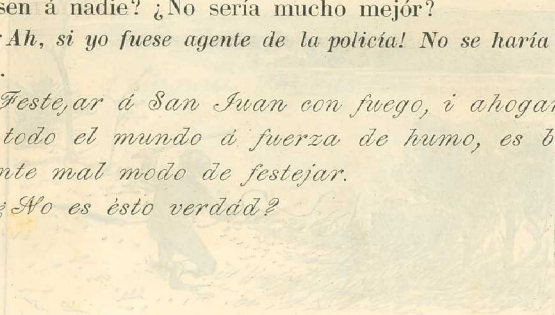 sen á nadie? ¿No sería mucho mejór?
Ah, si yo fuese agente de la policía! No se haría
.
Festejar á San Juan con fuego, i ahogar
todo el mundo á fuerza de humo, es b
nte mal modo de festejar.
¿No es ésto verdád?